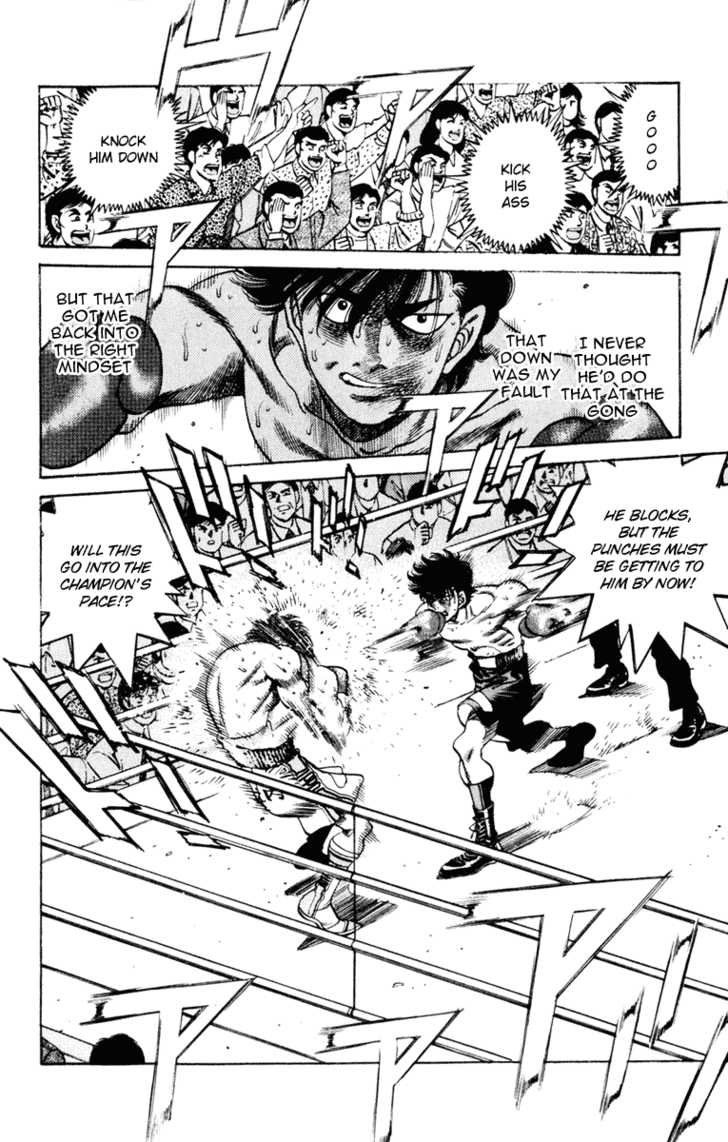 G
O
O
O
KICK
HIS
ASS
KNOCK
HIM DOWN
I NEVER
THOUGHT
HE'D DO
THAT AT THE
GONG
THAT
DOWN
WAS MY
FAULT
BUT THAT
GOT ME
BACK INTO
THE RIGHT
MINDSET
HE BLOCKS,
BUT THE
PUNCHES MUST
BE GETTING TO
HIM BY NOW!
WILL THIS
GO INTO THE
CHAMPION'S
PACE!?